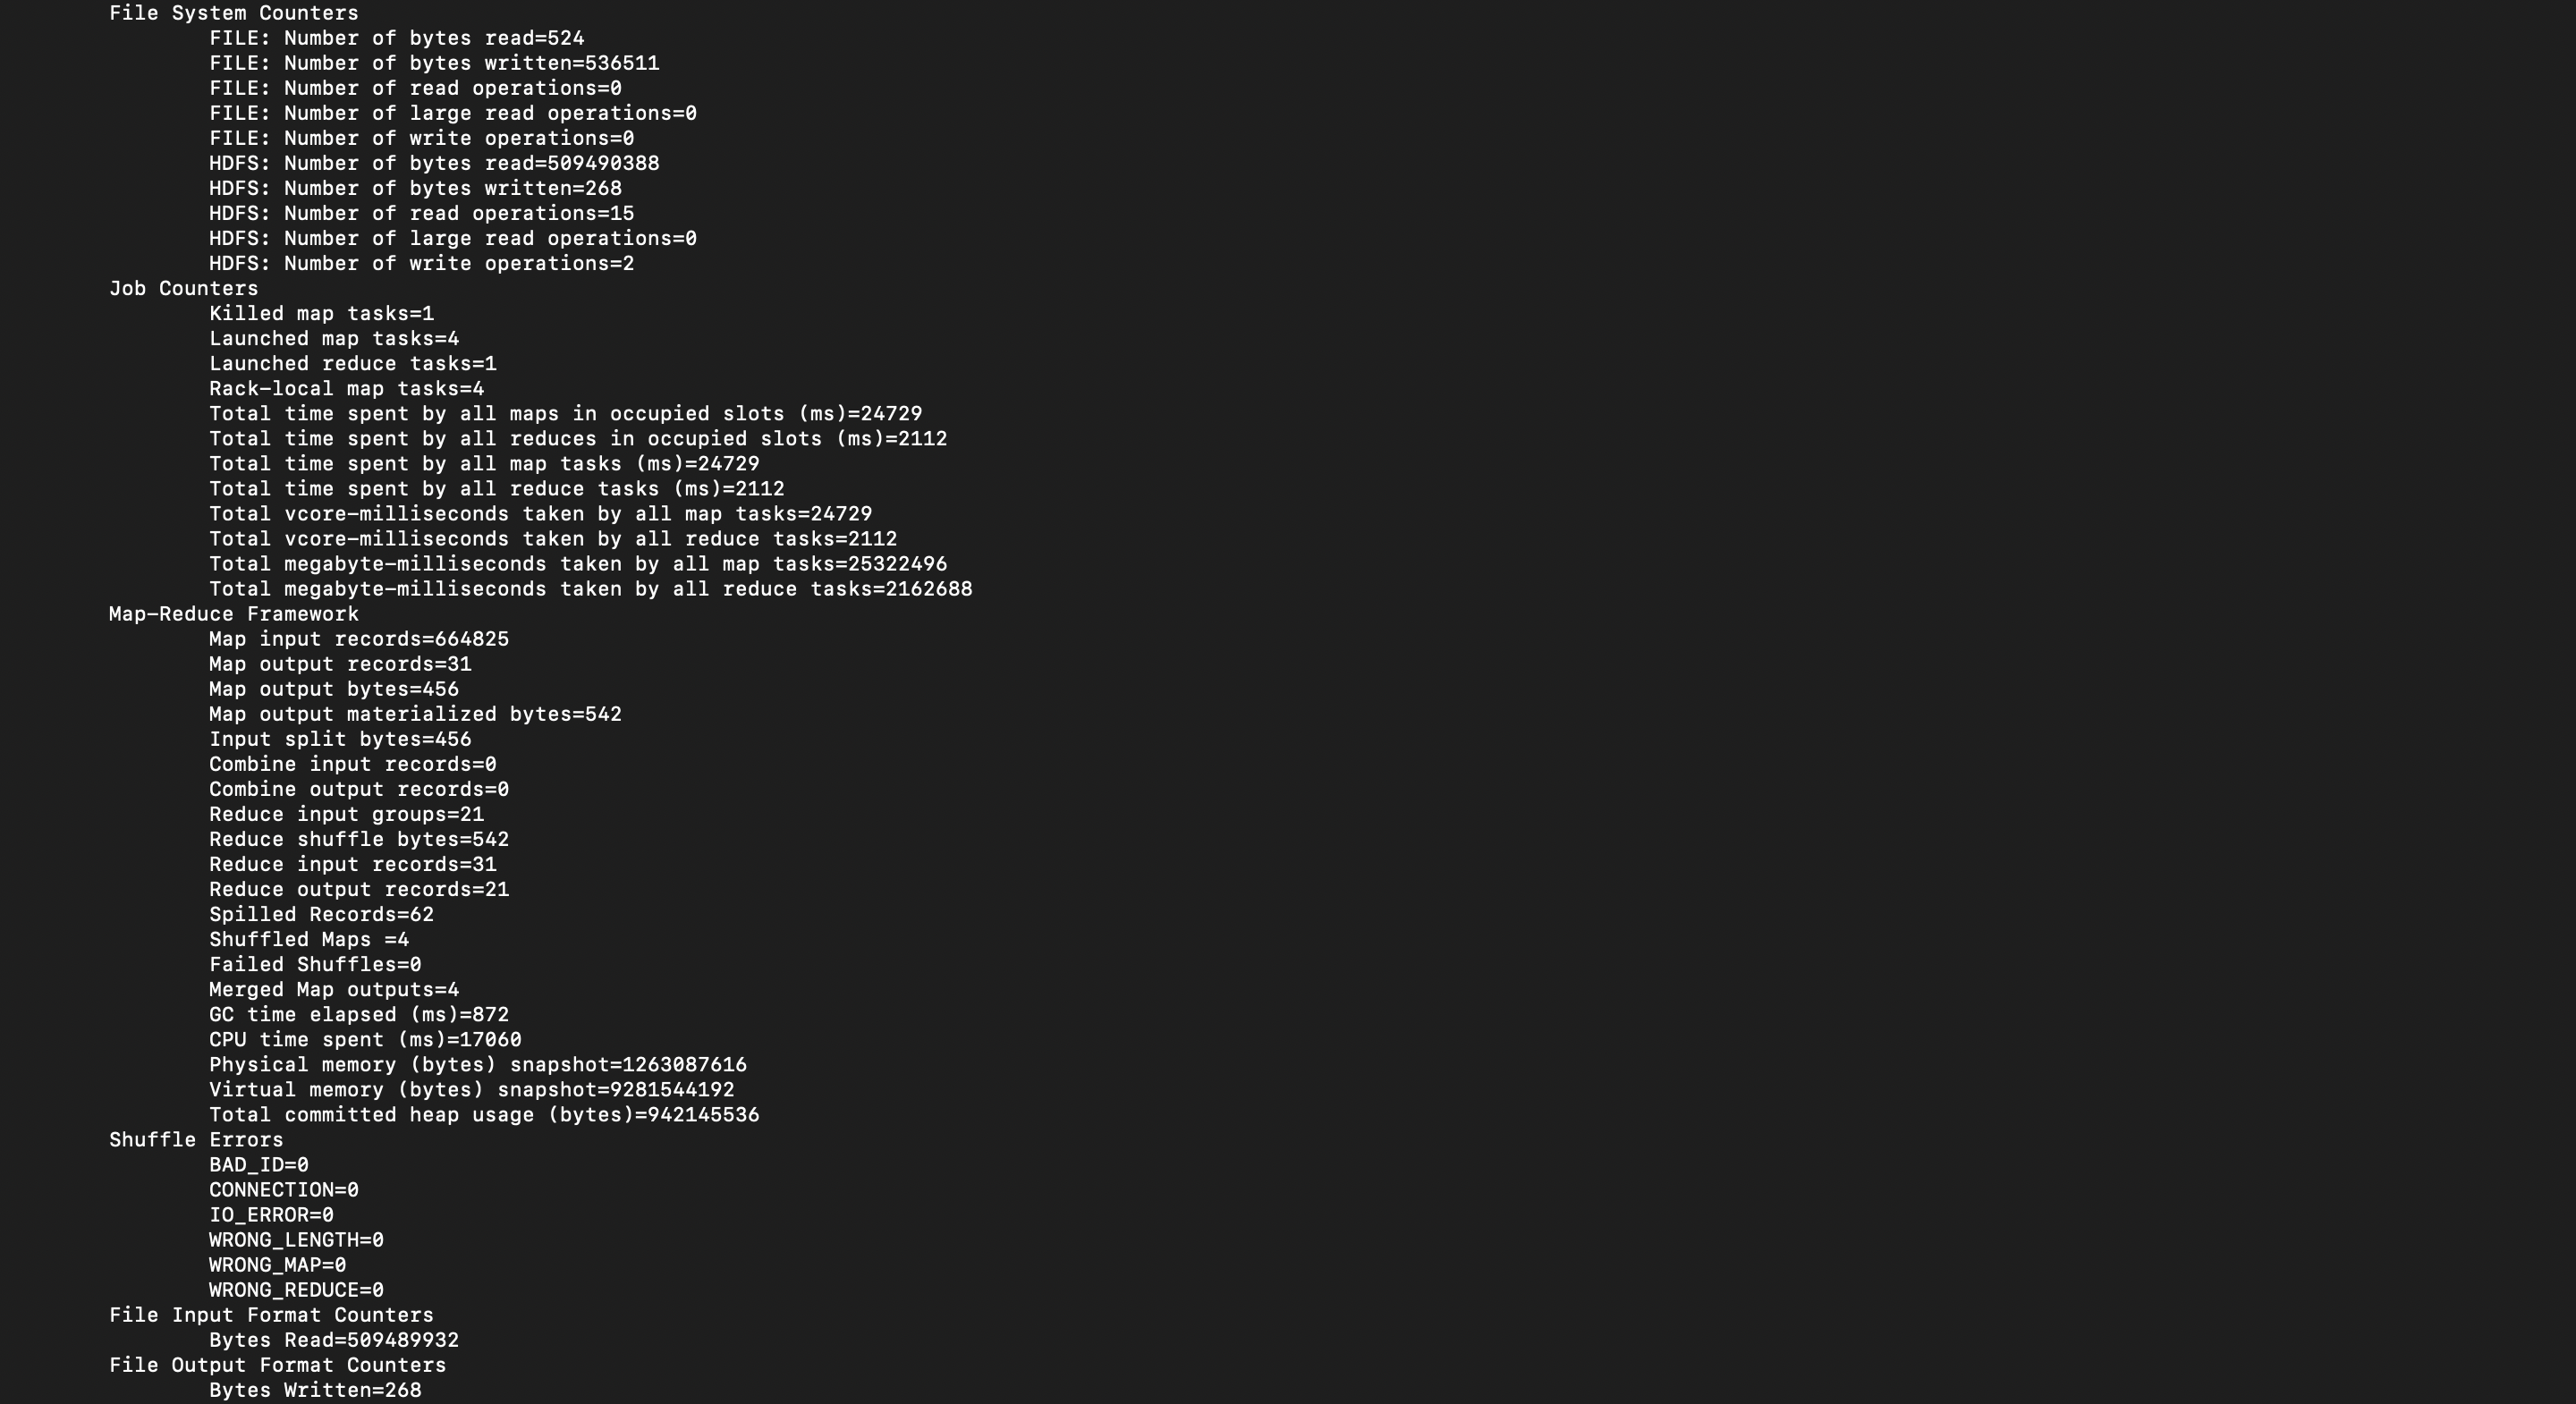 File System Counters
FILE: Number of bytes read=524
FILE: Number of bytes written=536511
FILE: Number of read operations=0
FILE: Number of large read operations=0
FILE: Number of write operations=0
HDFS: Number of bytes read=509490388
HDFS: Number of bytes written=268
HDFS: Number of read operations=15
HDFS: Number of large read operations=0
HDFS: Number of write operations=2
Job Counters
Killed map tasks=1
Launched map tasks=4
Launched reduce tasks=1
Rack-local map tasks=4
Total time spent by all maps in occupied slots (ms)=24729
Total time spent by all reduces in occupied slots (ms)=2112
Total time spent by all map tasks (ms)=24729
Total time spent by all reduce tasks (ms)=2112
Total vcore-milliseconds taken by all map tasks=24729
Total vcore-milliseconds taken by all reduce tasks=2112
Total megabyte-milliseconds taken by all map tasks=25322496
Total megabyte-milliseconds taken by all reduce tasks=2162688
Map-Reduce Framework
Map input records=664825
Map output records=31
Map output bytes=456
Map output materialized bytes=542
Input split bytes=456
Combine input records=0
Combine output records=0
Reduce input groups=21
Reduce shuffle bytes=542
Reduce input records=31
Reduce output records=21
Spilled Records=62
Shuffled Maps =4
Failed Shuffles=0
Merged Map outputs=4
GC time elapsed (ms)=872
CPU time spent (ms)=17060
Physical memory (bytes) snapshot=1263087616
Virtual memory (bytes) snapshot=9281544192
Total committed heap usage (bytes)=942145536
Shuffle Errors
BAD_ID=0
CONNECTION=0
IO_ERROR=0
WRONG_LENGTH=0
WRONG_MAP=0
WRONG_REDUCE=0
File Input Format Counters
Bytes Read=509489932
File Output Format Counters
Bytes Written=268